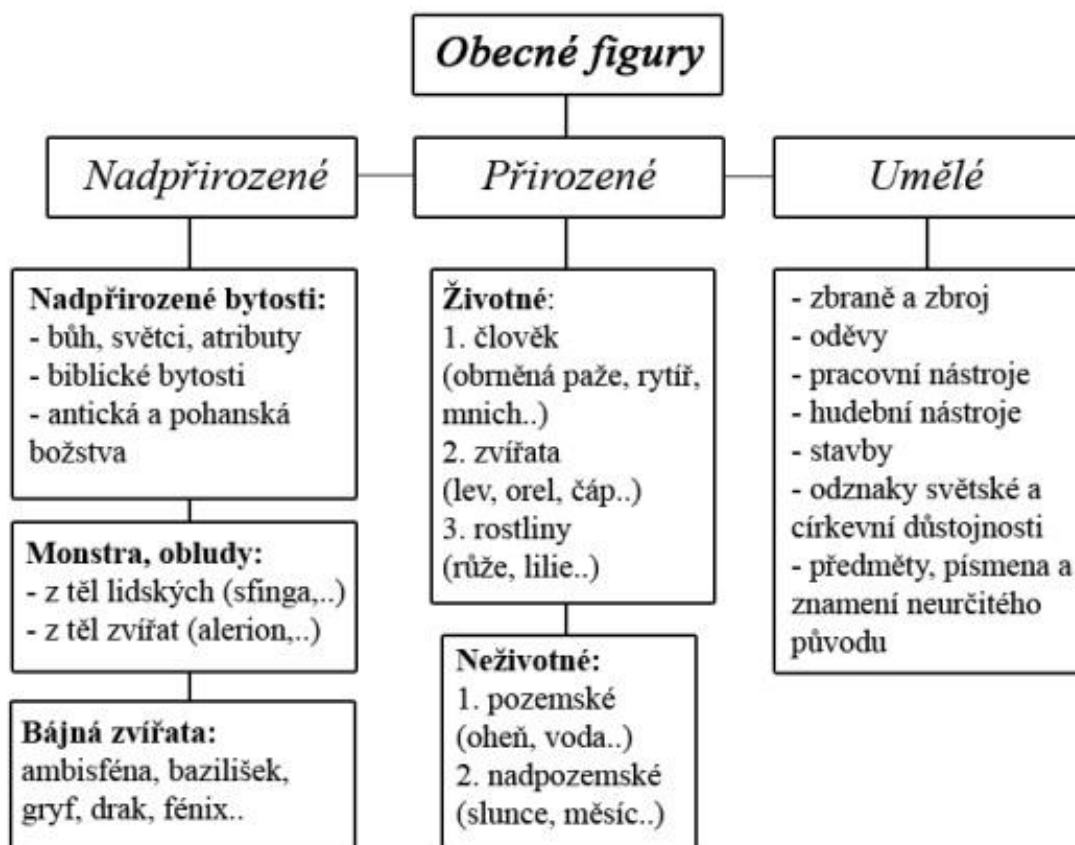 Obecné figury
Nadpřirozené
Přirozené
Umělé
Nadpřirozené bytosti:
- bůh, světci, atributy
- biblické bytosti
- antická a pohanská
božstva
Monstra, obludy:
- z těl lidských (sfinga,..)
- z těl zvířat (alerion,..)
Bájná zvířata:
ambisféna, bazilišek,
gryf, drak, fénix..
Životné:
1. člověk
(obrněná paže, rytíř,
mnich..)
2. zvířata
(lev, orel, čáp..)
3. rostliny
(růže, lilie..)
Neživotné:
1. pozemské
(oheň, voda..)
2. nadpozemské
(slunce, měsíc..)
- zbraně a zbroj
- oděvy
- pracovní nástroje
- hudební nástroje
- stavby
- odznaky světské a
církevní důstojnosti
- předměty, písmena a
znamení neurčitého
původu